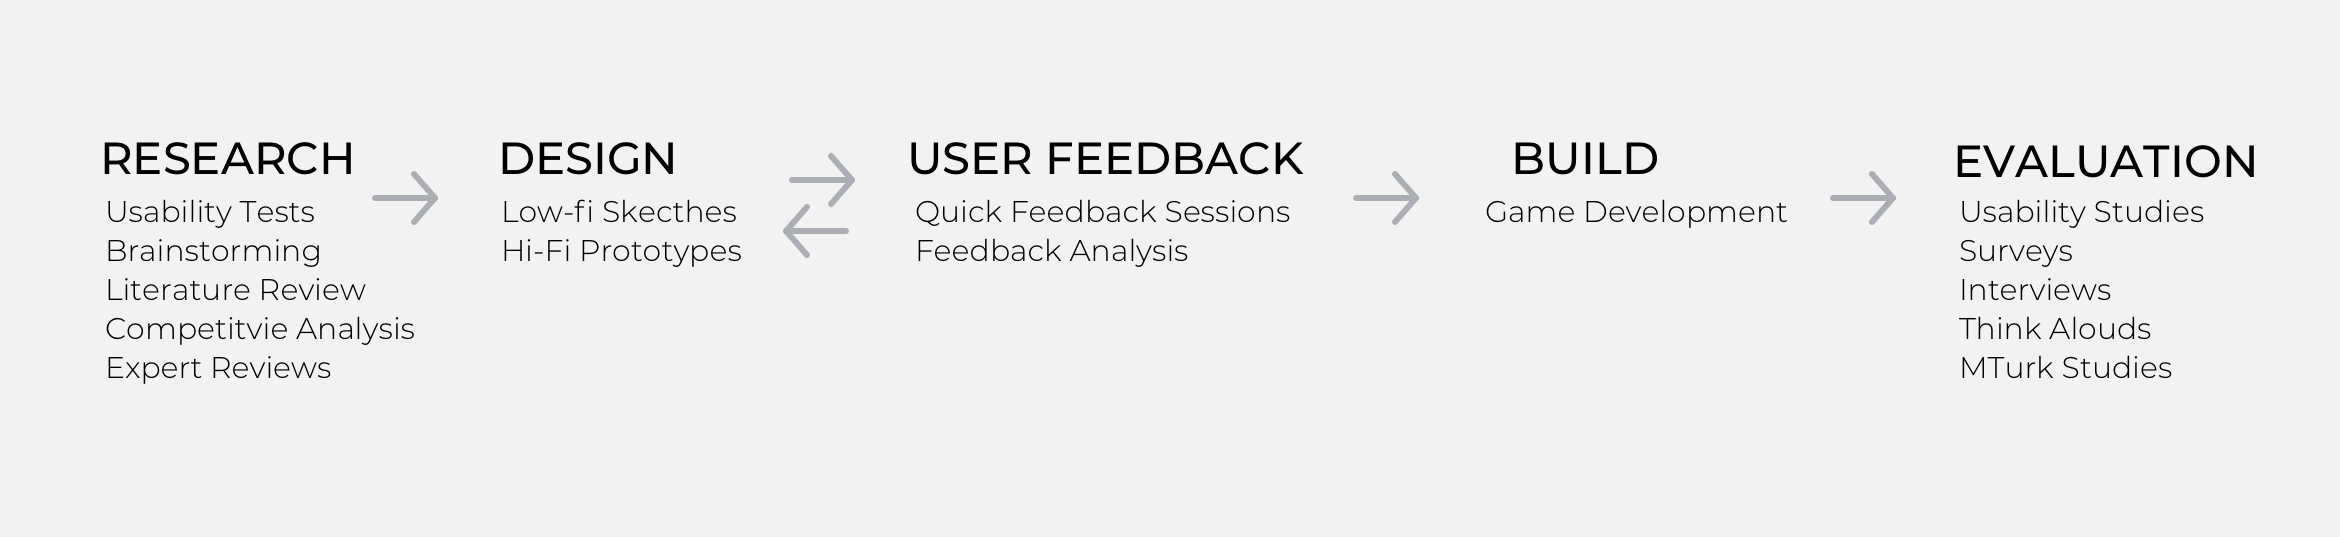 RESEARCH
Usability Tests
Brainstorming
Literature Review
Competitvie Analysis
Expert Reviews
DESIGN
Low-fi Skecthes
Hi-Fi Prototypes
USER FEEDBACK
Quick Feedback Sessions
Feedback Analysis
BUILD
Game Development
EVALUATION
Usability Studies
Surveys
Interviews
Think Alouds
MTurk Studies